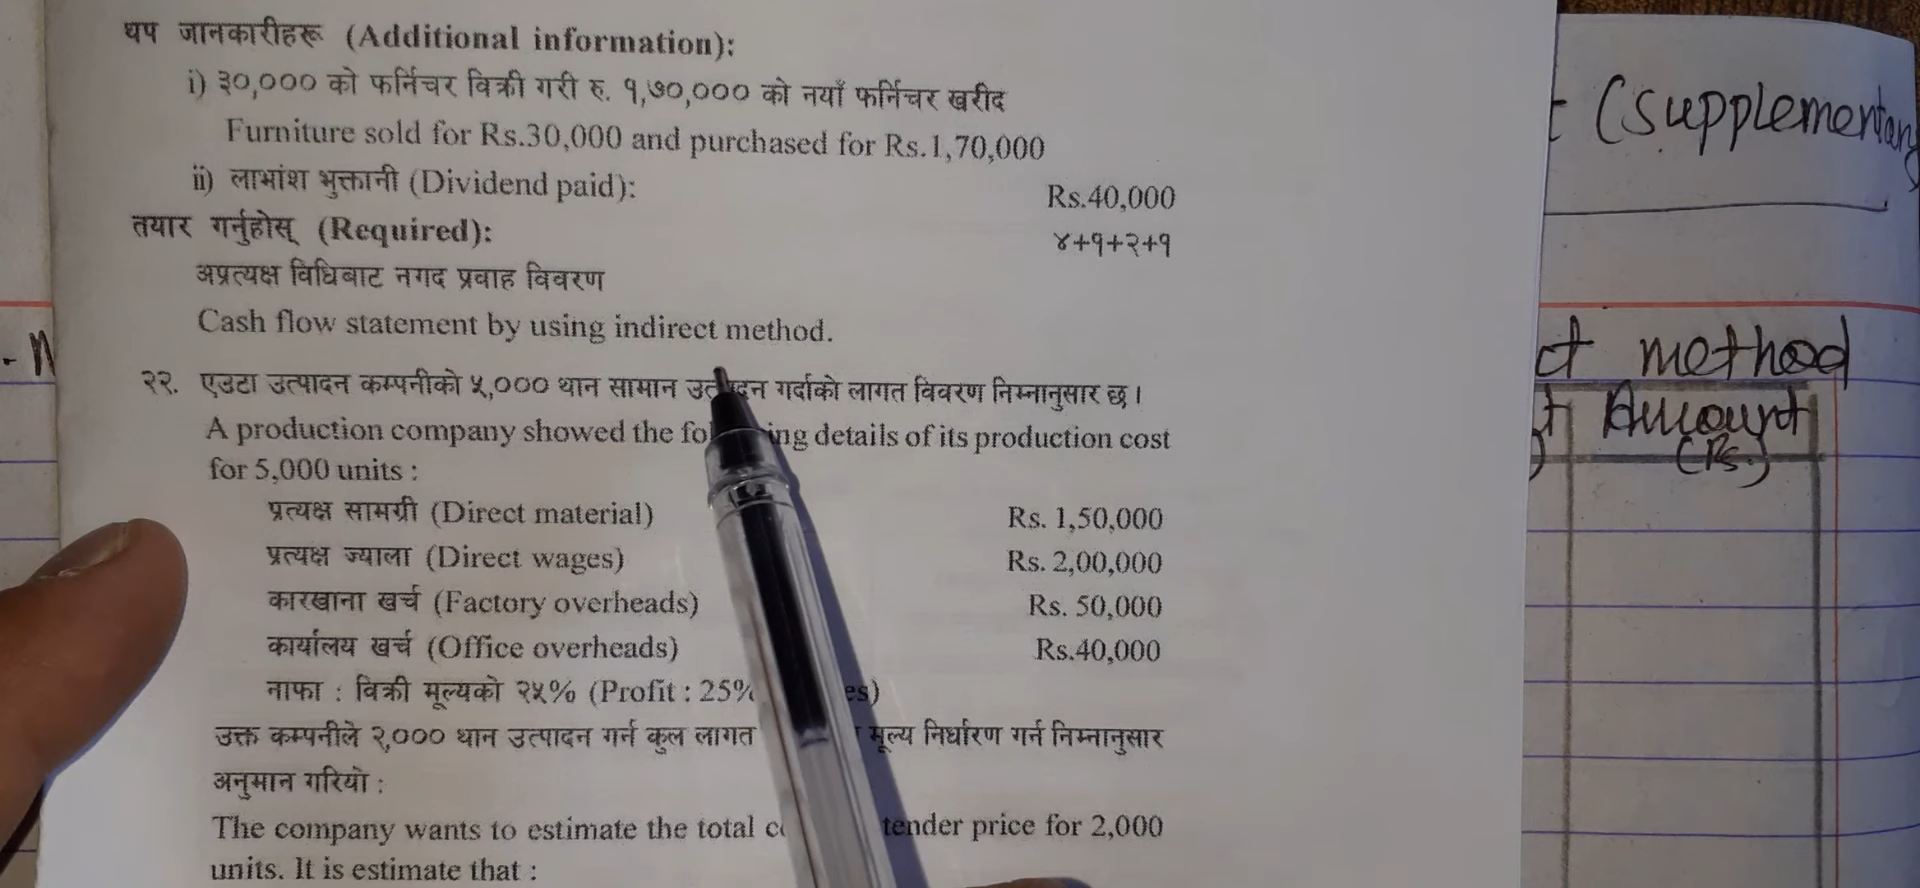 थप जानकारीहरू (Additional information):
i) ३०,००० को फर्निचर विक्री गरी रु. १,७०,००० को नयाँ फर्निचर खरीद
Furniture sold for Rs.30,000 and purchased for Rs.1,70,000
ii) लाभांश भुक्तानी (Dividend paid): Rs.40,000
तयार गर्नुहोस् (Required): ४+१+२+१
अप्रत्यक्ष विधिबाट नगद प्रवाह विवरण
Cash flow statement by using indirect method.
२२. एउटा उत्पादन कम्पनीको ५,००० थान सामान गर्दाको लागत विवरण निम्नानुसार छ।
A production company showed the details of its production cost
for 5,000 units :
प्रत्यक्ष सामग्री (Direct material) Rs. 1,50,000
प्रत्यक्ष ज्याला (Direct wages) Rs. 2,00,000
कारखाना खर्च (Factory overheads) Rs. 50,000
कार्यालय खर्च (Office overheads) Rs.40,000
नाफा : विक्री मूल्यको २५% (Profit : 25%
उक्त कम्पनीले २,००० थान उत्पादन गर्न कुल लागत मूल्य निर्धारण गर्न निम्नानुसार
अनुमान गरियो :
The company wants to estimate the total tender price for 2,000
units. It is estimate that :
(Supplementary
method
Amount
(Rs.)